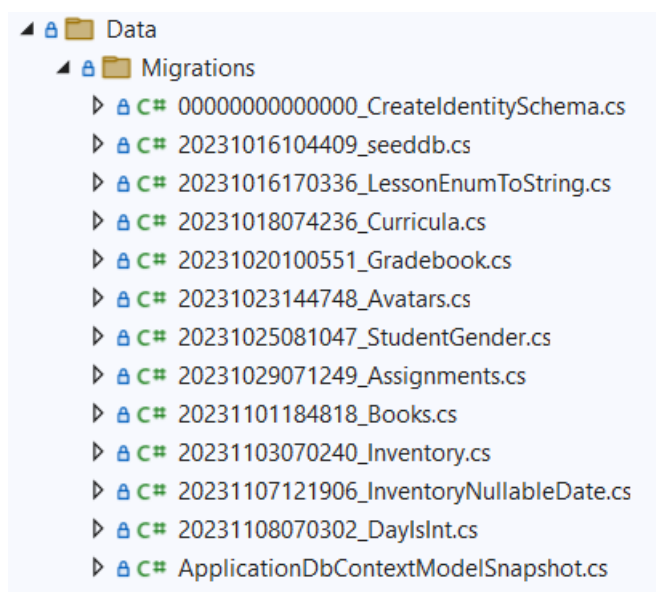 Data
Migrations
C# 00000000000000_CreateIdentitySchema.cs
C# 20231016104409_seeddb.cs
C# 20231016170336_LessonEnumToString.cs
C# 20231018074236_Curricula.cs
C# 20231020100551_Gradebook.cs
C# 20231023144748_Avatars.cs
C# 20231025081047_StudentGender.cs
C# 20231029071249_Assignments.cs
C# 20231101184818_Books.cs
C# 20231103070240_Inventory.cs
C# 20231107121906_InventoryNullableDate.cs
C# 20231108070302_DayIsInt.cs
C# ApplicationDbContextModelSnapshot.cs